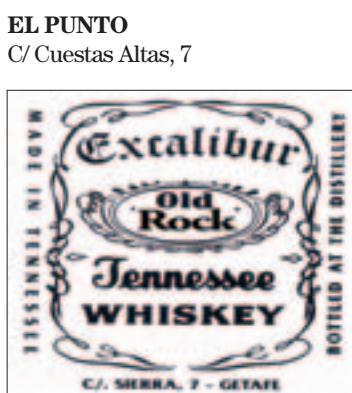 EL PUNTO
C/ Cuestas Altas, 7
MADE IN TENNESSEE
Excalibur
Old
Rock
Tennessee
WHISKEY
BOTTLED AT THE DISTILLERY
C/. SIERRA, 7 - GETAFE